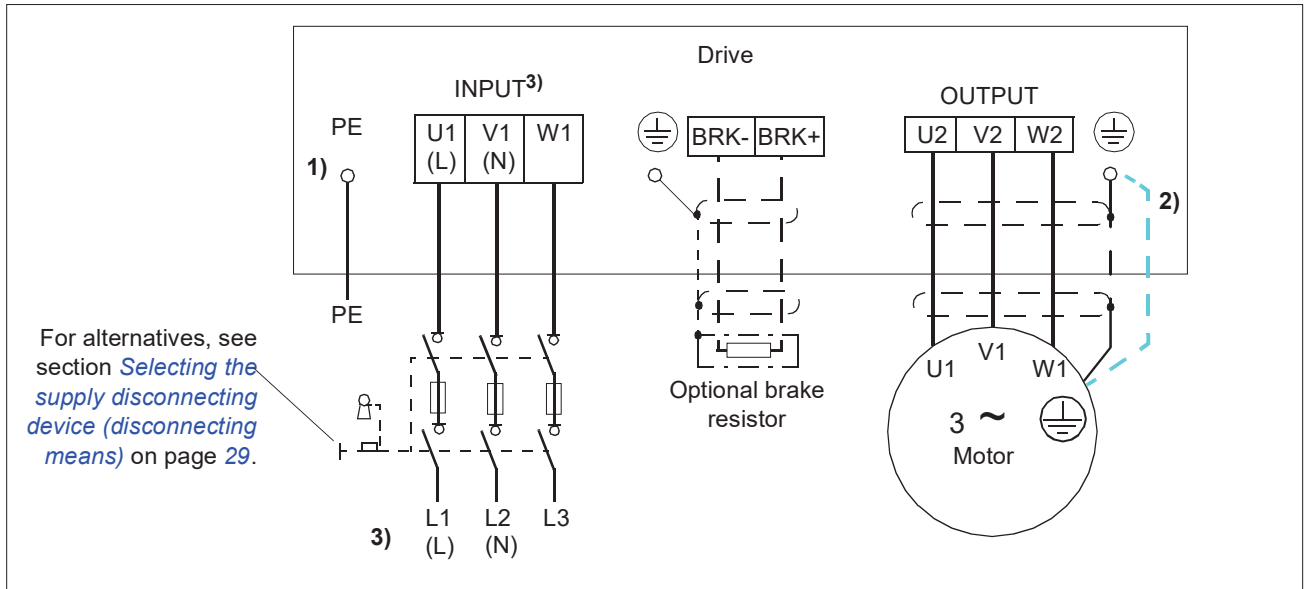 Drive
INPUT3)
OUTPUT
PE
U1 V1 W1
(L) (N)
BRK- BRK+
U2 V2 W2
1)
2)
PE
For alternatives, see
section Selecting the
supply disconnecting
device (disconnecting
means) on page 29.
Optional brake
resistor
U1 V1 W1
3 ~
Motor
3)
L1 L2 L3
(L) (N)